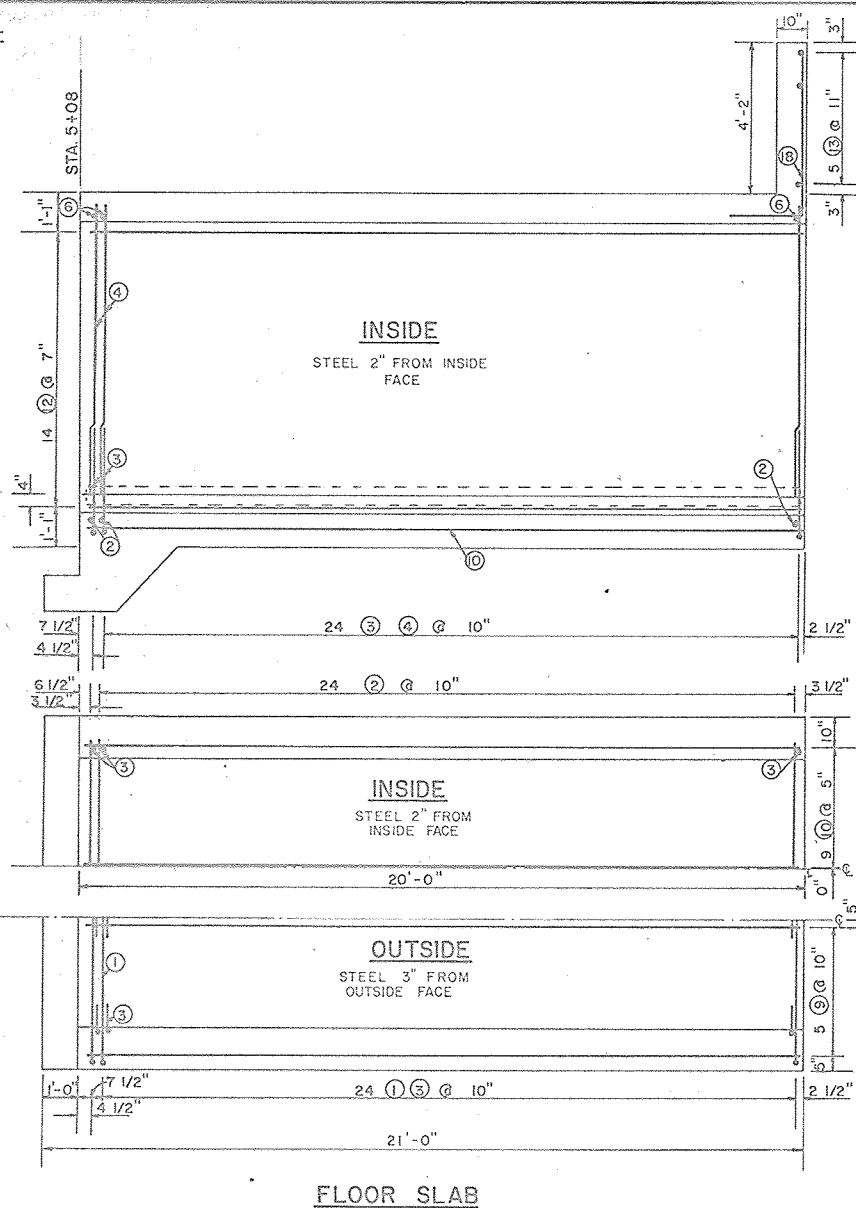 10"
3"
STA. 5+08
4'-2"
5 ⑬ @ 11"
⑱
⑥
⑥
3"
1'-1"
④
INSIDE
STEEL 2" FROM INSIDE
FACE
14 ⑫ @ 7"
③
4"
②
②
1'-1"
⑩
7 1/2"
24 ③ ④ @ 10"
2 1/2"
4 1/2"
6 1/2"
24 ② @ 10"
3 1/2"
3 1/2"
10"
③
③
INSIDE
STEEL 2" FROM
INSIDE FACE
9 ⑩ @ 5"
20'-0"
0"
℄
℄
5"
OUTSIDE
STEEL 3" FROM
OUTSIDE FACE
①
③
5 ⑨ @ 10"
5"
1'-0"
7 1/2"
24 ① ③ @ 10"
2 1/2"
4 1/2"
21'-0"
FLOOR SLAB